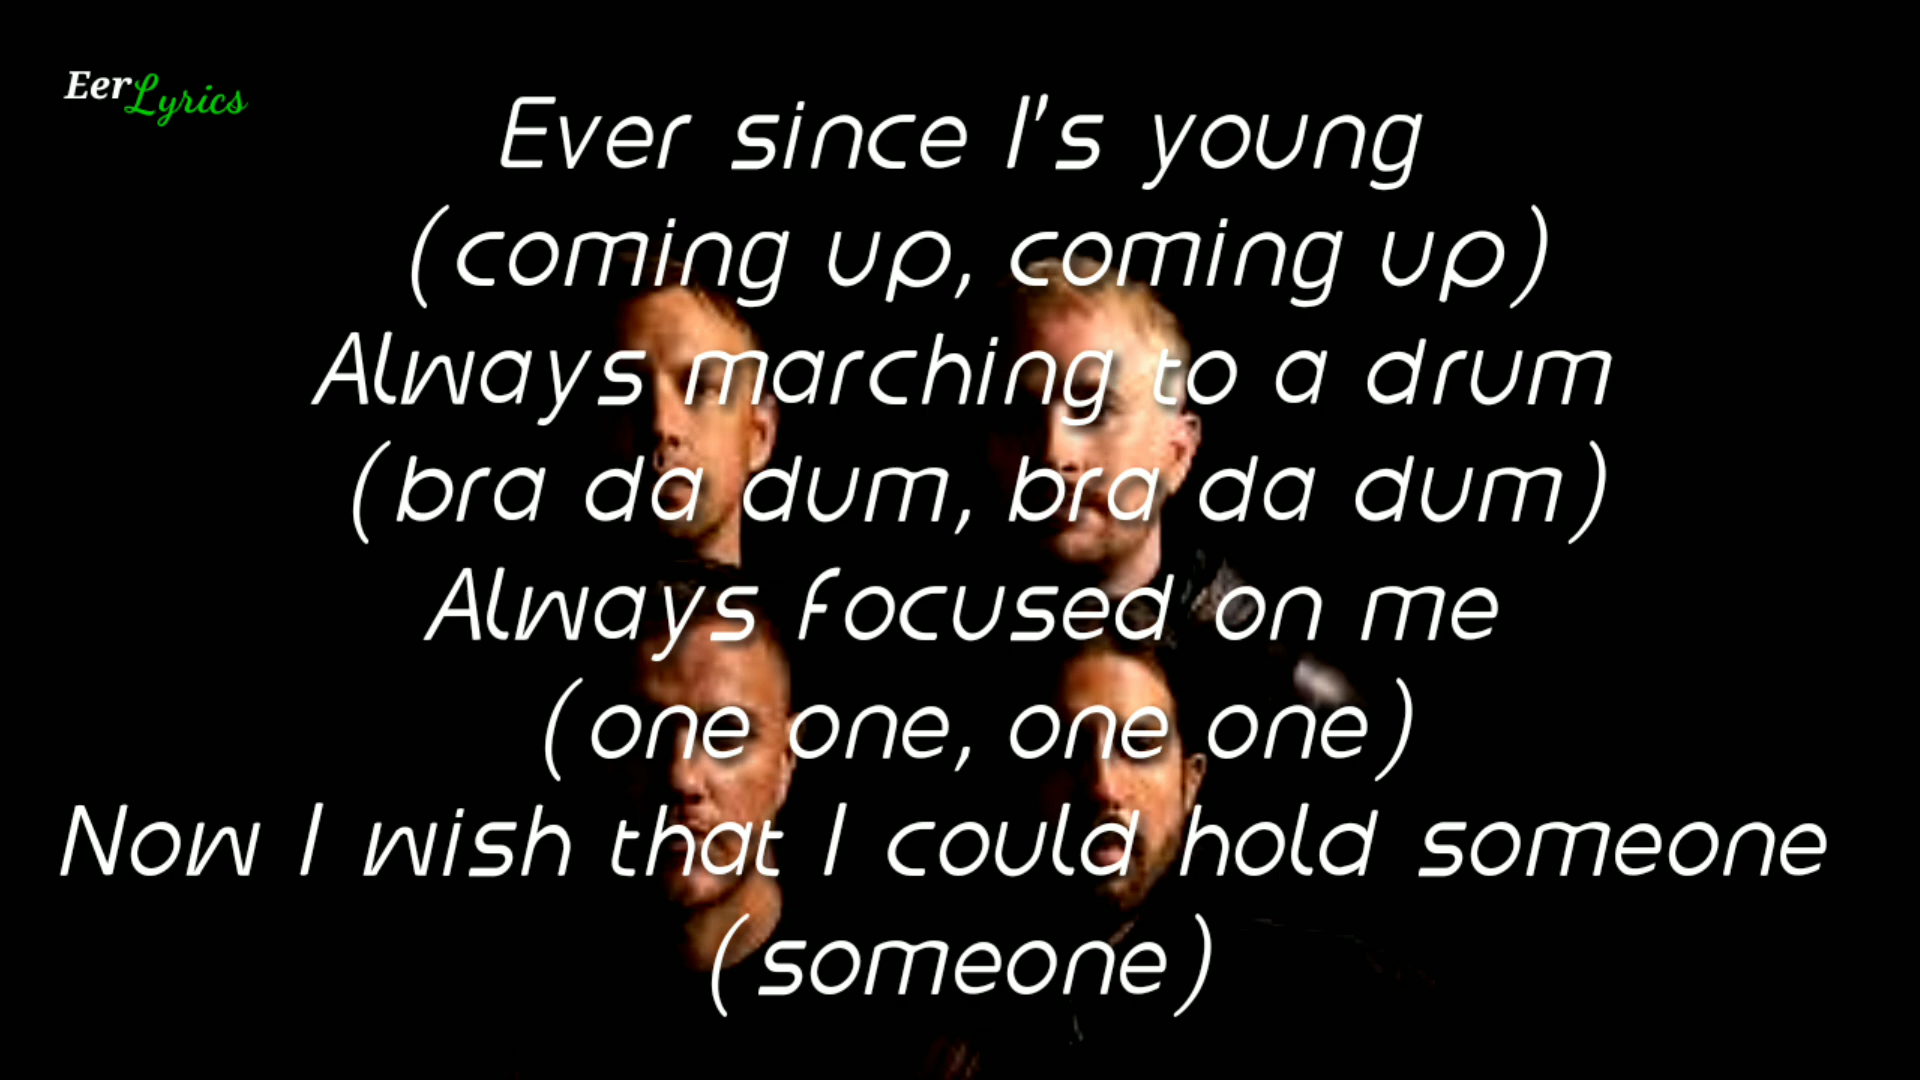 EerLyrics
Ever since I's young
(coming up, coming up)
Always marching to a drum
(bra da dum, bra da dum)
Always focused on me
(one one, one one)
Now I wish that I could hold someone
(someone)